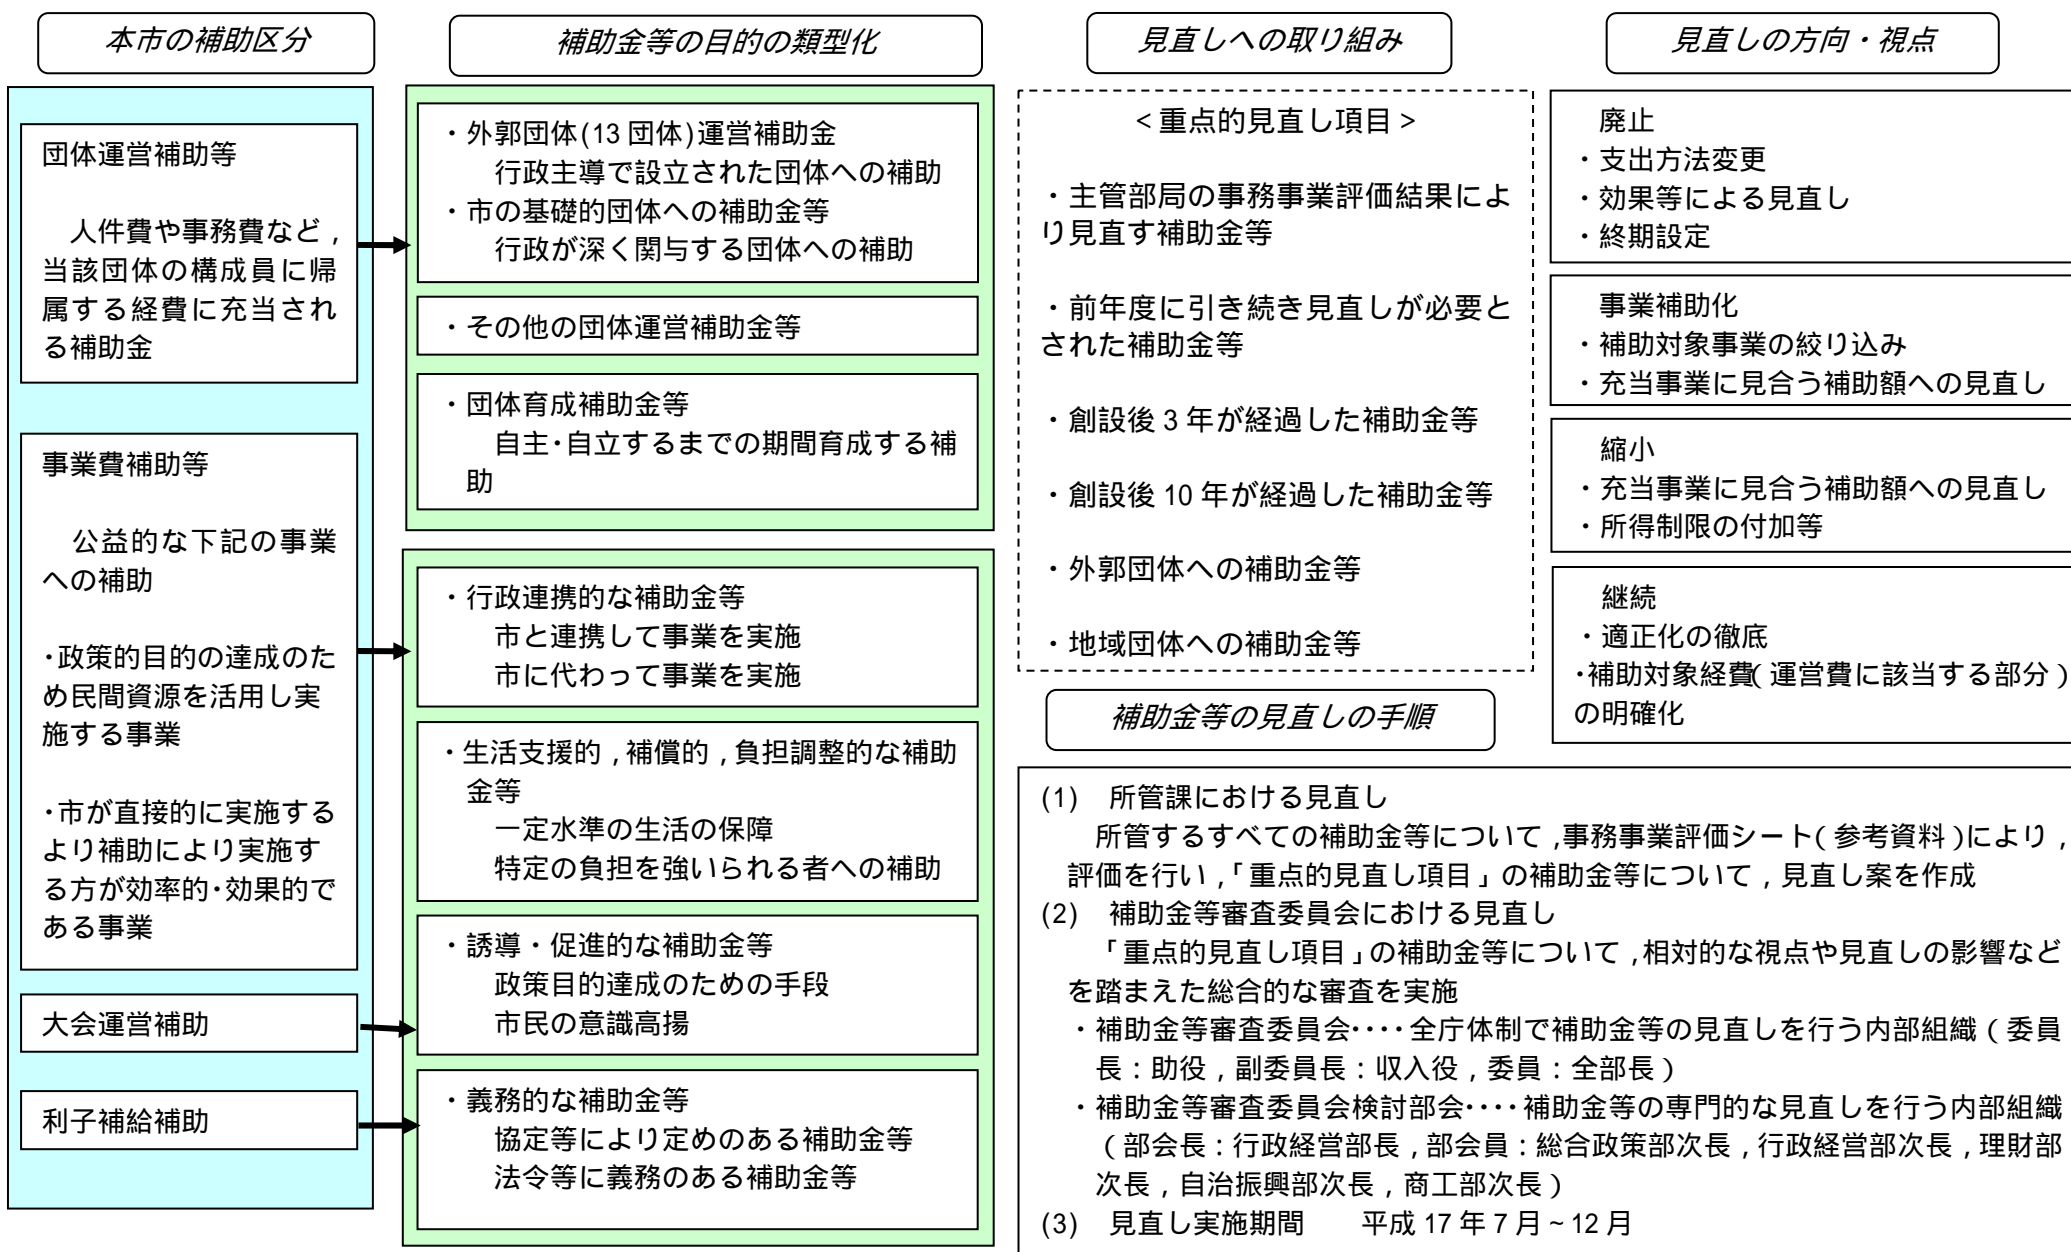 本市の補助区分
団体運営補助等
人件費や事務費など，
当該団体の構成員に帰
属する経費に充当され
る補助金
事業費補助等
公益的な下記の事業
への補助
・政策的目的の達成のた
め民間資源を活用し実
施する事業
・市が直接的に実施する
より補助により実施す
る方が効率的・効果的で
ある事業
大会運営補助
利子補給補助
補助金等の目的の類型化
・外郭団体(13 団体)運営補助金
行政主導で設立された団体への補助
・市の基礎的団体への補助金等
行政が深く関与する団体への補助
・その他の団体運営補助金等
・団体育成補助金等
自主・自立するまでの期間育成する補
助
・行政連携的な補助金等
市と連携して事業を実施
市に代わって事業を実施
・生活支援的，補償的，負担調整的な補助
金等
一定水準の生活の保障
特定の負担を強いられる者への補助
・誘導・促進的な補助金等
政策目的達成のための手段
市民の意識高揚
・義務的な補助金等
協定等により定めのある補助金等
法令等に義務のある補助金等
見直しへの取り組み
＜重点的見直し項目＞
・主管部局の事務事業評価結果によ
り見直す補助金等
・前年度に引き続き見直しが必要と
された補助金等
・創設後 3 年が経過した補助金等
・創設後 10 年が経過した補助金等
・外郭団体への補助金等
・地域団体への補助金等
見直しの方向・視点
廃止
・支出方法変更
・効果等による見直し
・終期設定
事業補助化
・補助対象事業の絞り込み
・充当事業に見合う補助額への見直し
縮小
・充当事業に見合う補助額への見直し
・所得制限の付加等
継続
・適正化の徹底
・補助対象経費（運営費に該当する部分）
の明確化
補助金等の見直しの手順
(1) 所管課における見直し
所管するすべての補助金等について，事務事業評価シート（参考資料）により，
評価を行い，「重点的見直し項目」の補助金等について，見直し案を作成
(2) 補助金等審査委員会における見直し
「重点的見直し項目」の補助金等について，相対的な視点や見直しの影響など
を踏まえた総合的な審査を実施
・補助金等審査委員会････全庁体制で補助金等の見直しを行う内部組織（委員
長：助役，副委員長：収入役，委員：全部長）
・補助金等審査委員会検討部会････補助金等の専門的な見直しを行う内部組織
（部会長：行政経営部長，部会員：総合政策部次長，行政経営部次長，理財部
次長，自治振興部次長，商工部次長）
(3) 見直し実施期間 平成 17 年 7 月～12 月